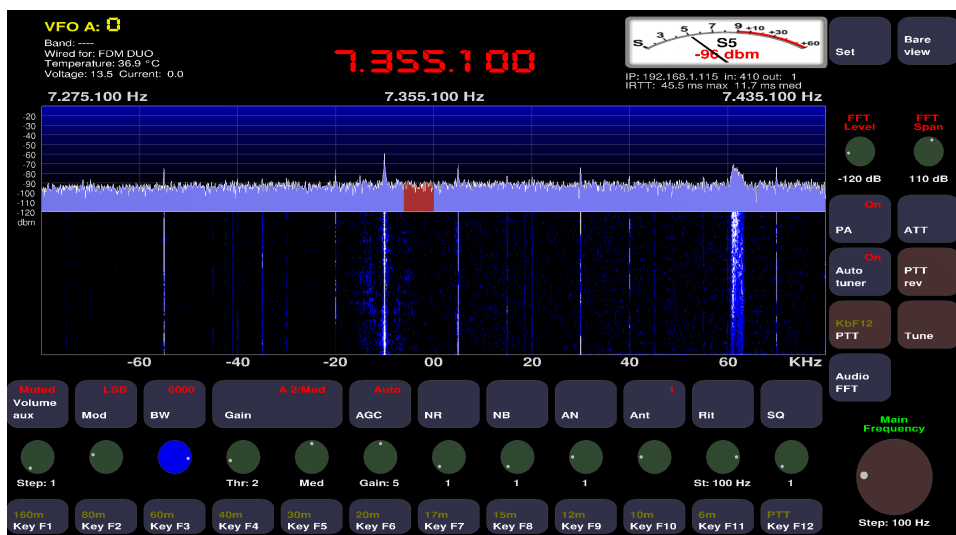 VFO A: 0
Band: ----
Wired for: FDM DUO
Temperature: 36.9 °C
Voltage: 13.5 Current: 0.0
7.355.100
S 3 5 7 9 +10 +30 +60
S5
-96 dbm
IP: 192.168.1.115 in: 410 out: 1
IRTT: 45.5 ms max 11.7 ms med
Set
Bare
view
7.275.100 Hz 7.355.100 Hz 7.435.100 Hz
-20
-30
-40
-50
-60
-70
-80
-90
-100
-110
-120
dbm
FFT
Level
FFT
Span
-120 dB 110 dB
On
PA
ATT
On
Auto
tuner
PTT
rev
KbF12
PTT
Tune
Audio
FFT
-60 -40 -20 00 20 40 60 KHz
Muted
Volume
aux
LSB
Mod
6000
BW
A 2/Med
Gain
Auto
AGC
NR
NB
AN
1
Ant
Rit
SQ
Main
Frequency
Step: 1 Thr: 2 Med Gain: 5 1 1 1 St: 100 Hz 1
Step: 100 Hz
160m
Key F1
80m
Key F2
60m
Key F3
40m
Key F4
30m
Key F5
20m
Key F6
17m
Key F7
15m
Key F8
12m
Key F9
10m
Key F10
6m
Key F11
PTT
Key F12